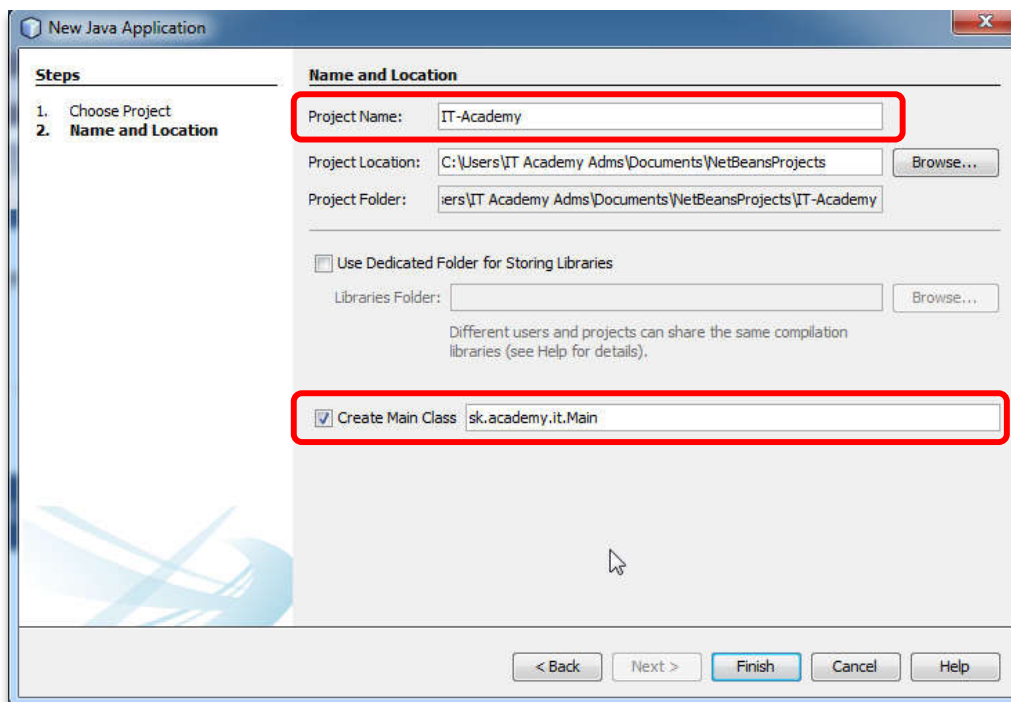 New Java Application
Steps
1. Choose Project
2. Name and Location
Name and Location
Project Name: IT-Academy
Project Location: C:\Users\IT Academy Adms\Documents\NetBeansProjects Browse...
Project Folder: ers\IT Academy Adms\Documents\NetBeansProjects\IT-Academy
Use Dedicated Folder for Storing Libraries
Libraries Folder: Browse...
Different users and projects can share the same compilation
libraries (see Help for details).
Create Main Class sk.academy.it.Main
< Back Next > Finish Cancel Help